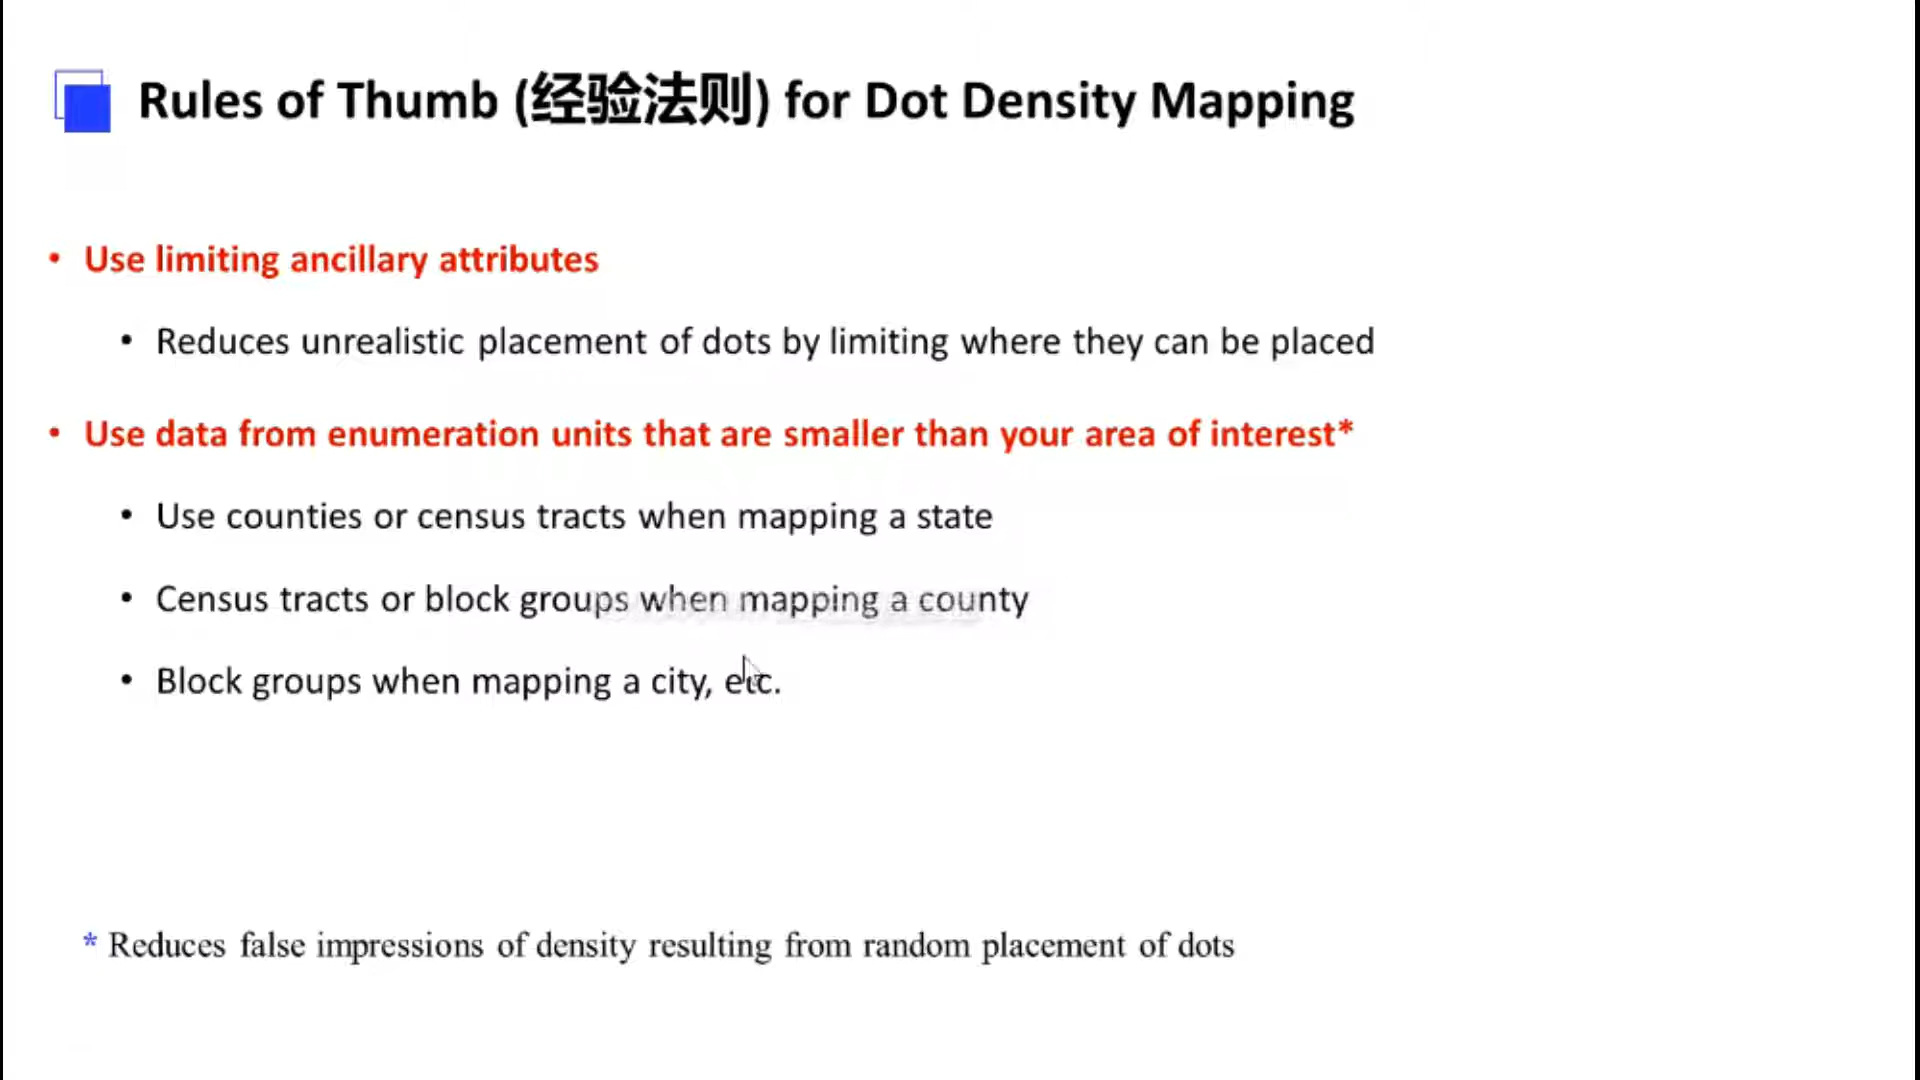 Rules of Thumb (经验法则) for Dot Density Mapping
• Use limiting ancillary attributes
• Reduces unrealistic placement of dots by limiting where they can be placed
• Use data from enumeration units that are smaller than your area of interest*
• Use counties or census tracts when mapping a state
• Census tracts or block groups when mapping a county
• Block groups when mapping a city, etc.
* Reduces false impressions of density resulting from random placement of dots